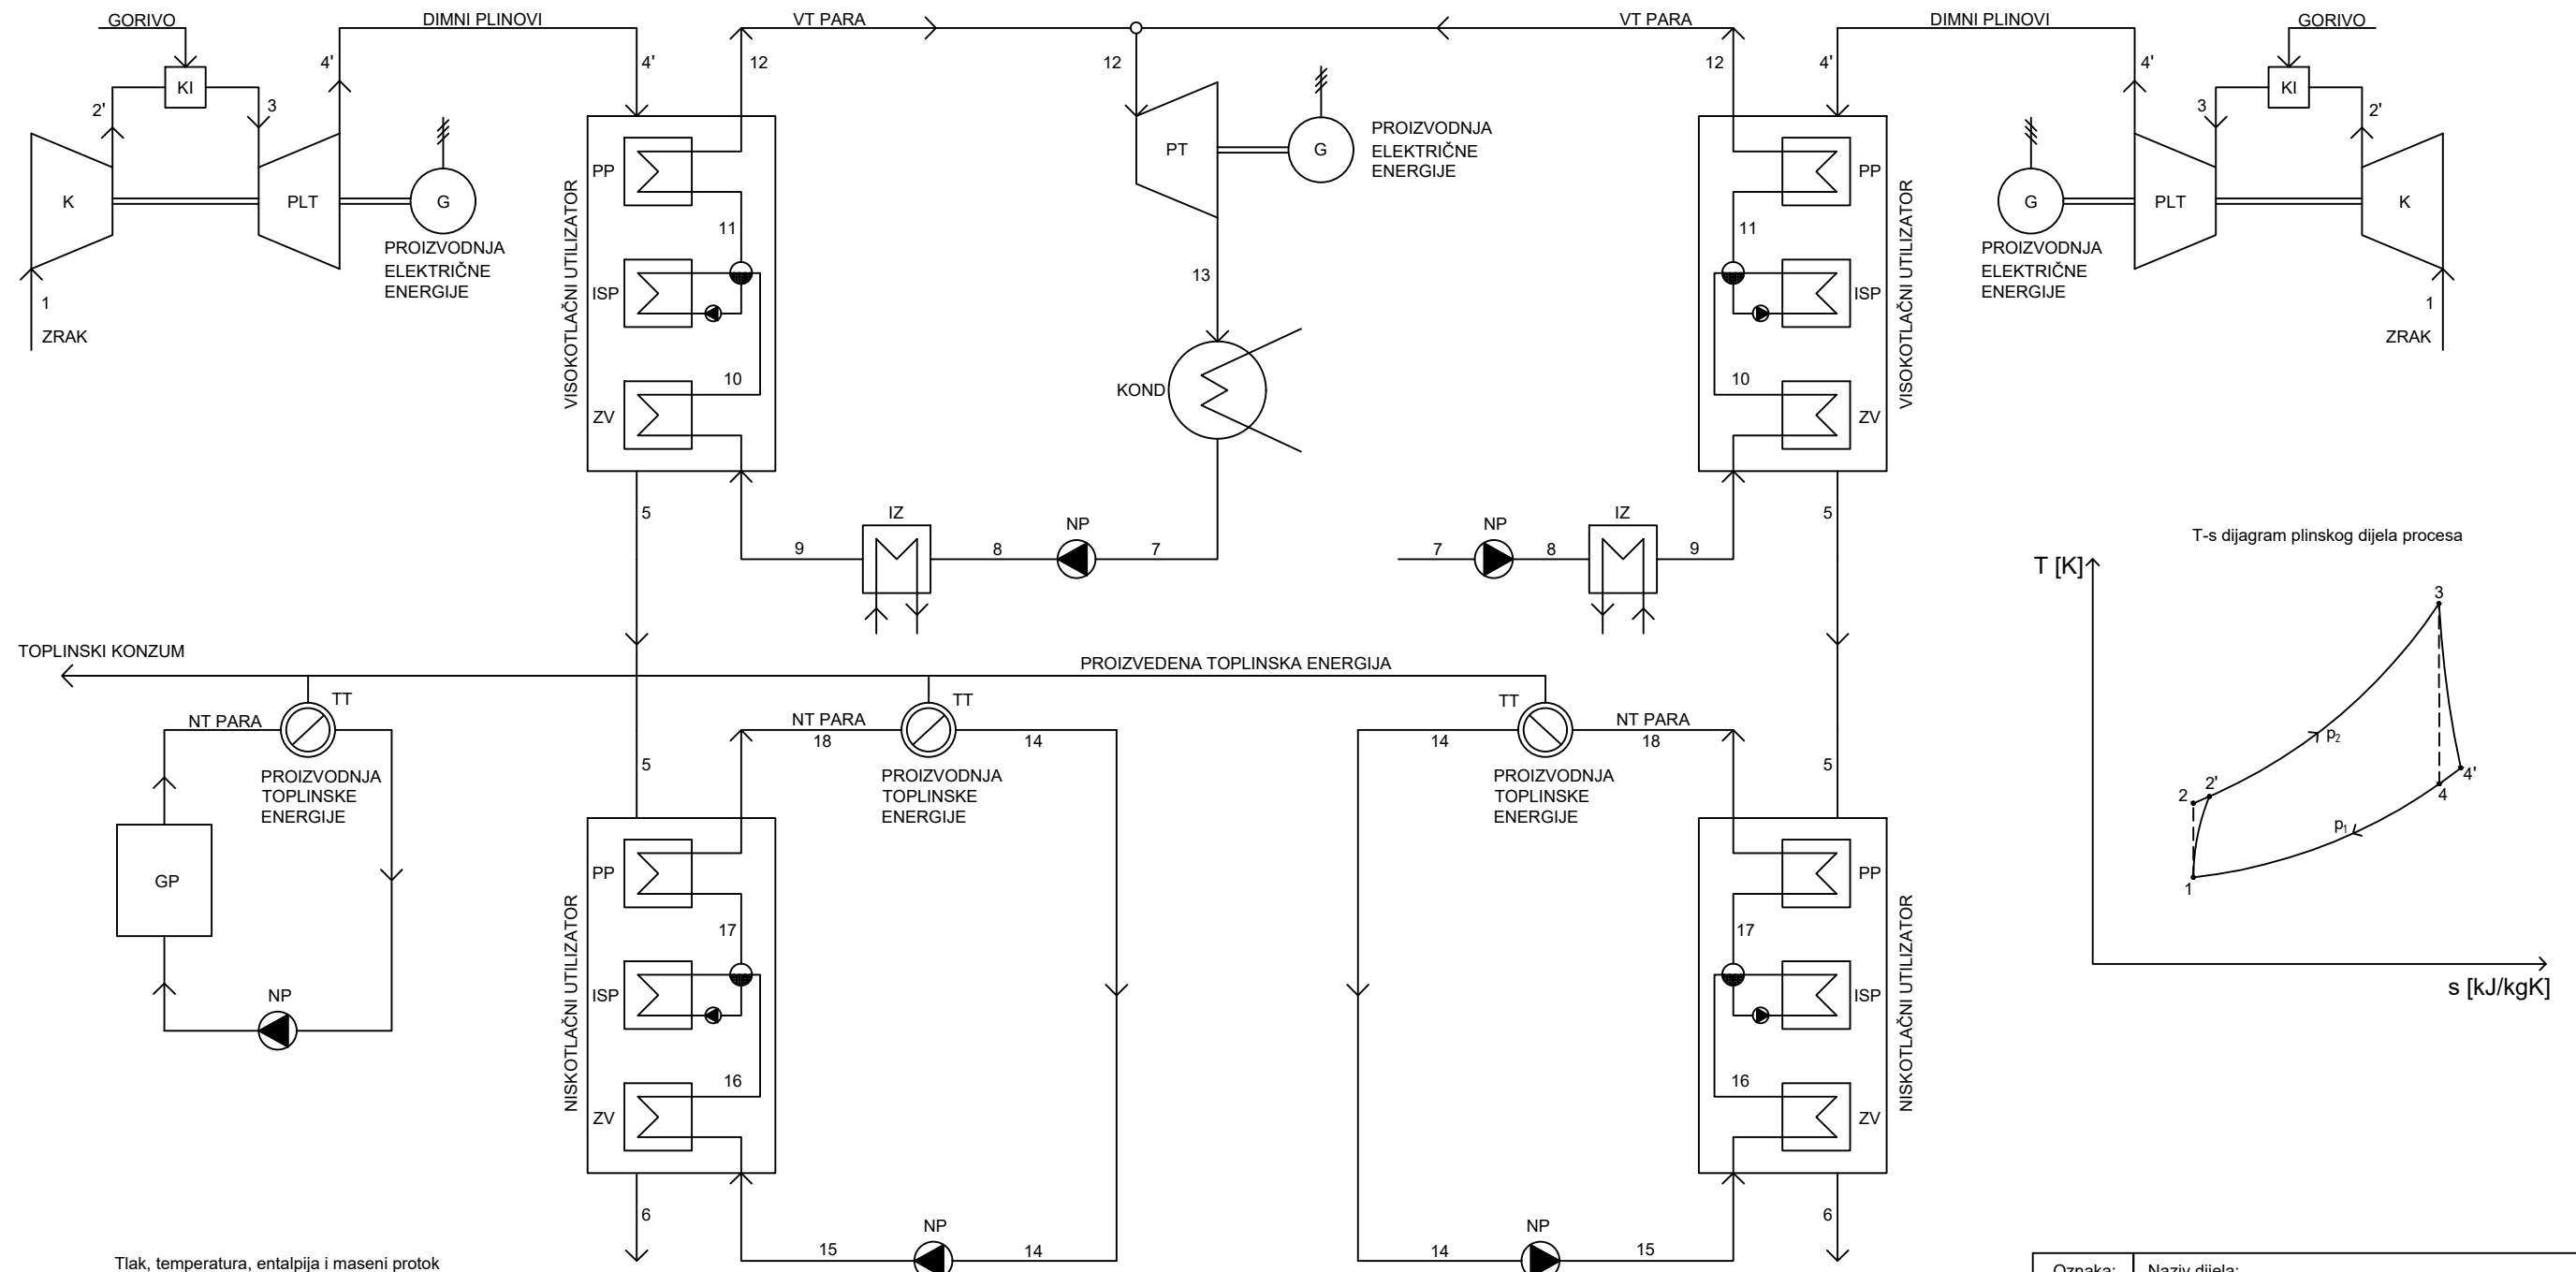 GORIVO
DIMNI PLINOVI
VT PARA
VT PARA
DIMNI PLINOVI
GORIVO
4'
4'
12
12
12
4'
4'
KI
KI
2'
3
3
2'
K
PLT
G
PROIZVODNJA
ELEKTRIČNE
ENERGIJE
1
ZRAK
VISOKOTLAČNI UTILIZATOR
PP
11
ISP
10
ZV
PT
G
PROIZVODNJA
ELEKTRIČNE
ENERGIJE
13
KOND
PP
11
ISP
10
ZV
VISOKOTLAČNI UTILIZATOR
G
PLT
K
PROIZVODNJA
ELEKTRIČNE
ENERGIJE
1
ZRAK
5
9
IZ
8
NP
7
7
NP
8
IZ
9
5
T-s dijagram plinskog dijela procesa
T [K]
3
p2
2
2'
4'
4
p1
1
s [kJ/kgK]
TOPLINSKI KONZUM
PROIZVEDENA TOPLINSKA ENERGIJA
NT PARA
TT
PROIZVODNJA
TOPLINSKE
ENERGIJE
GP
NP
5
NT PARA
18
TT
14
PROIZVODNJA
TOPLINSKE
ENERGIJE
14
TT
NT PARA
18
PROIZVODNJA
TOPLINSKE
ENERGIJE
5
NISKOTLAČNI UTILIZATOR
PP
17
ISP
16
ZV
PP
17
ISP
16
ZV
NISKOTLAČNI UTILIZATOR
6
15
NP
14
14
NP
15
6
Tlak, temperatura, entalpija i maseni protok
Oznaka:
Naziv dijela: